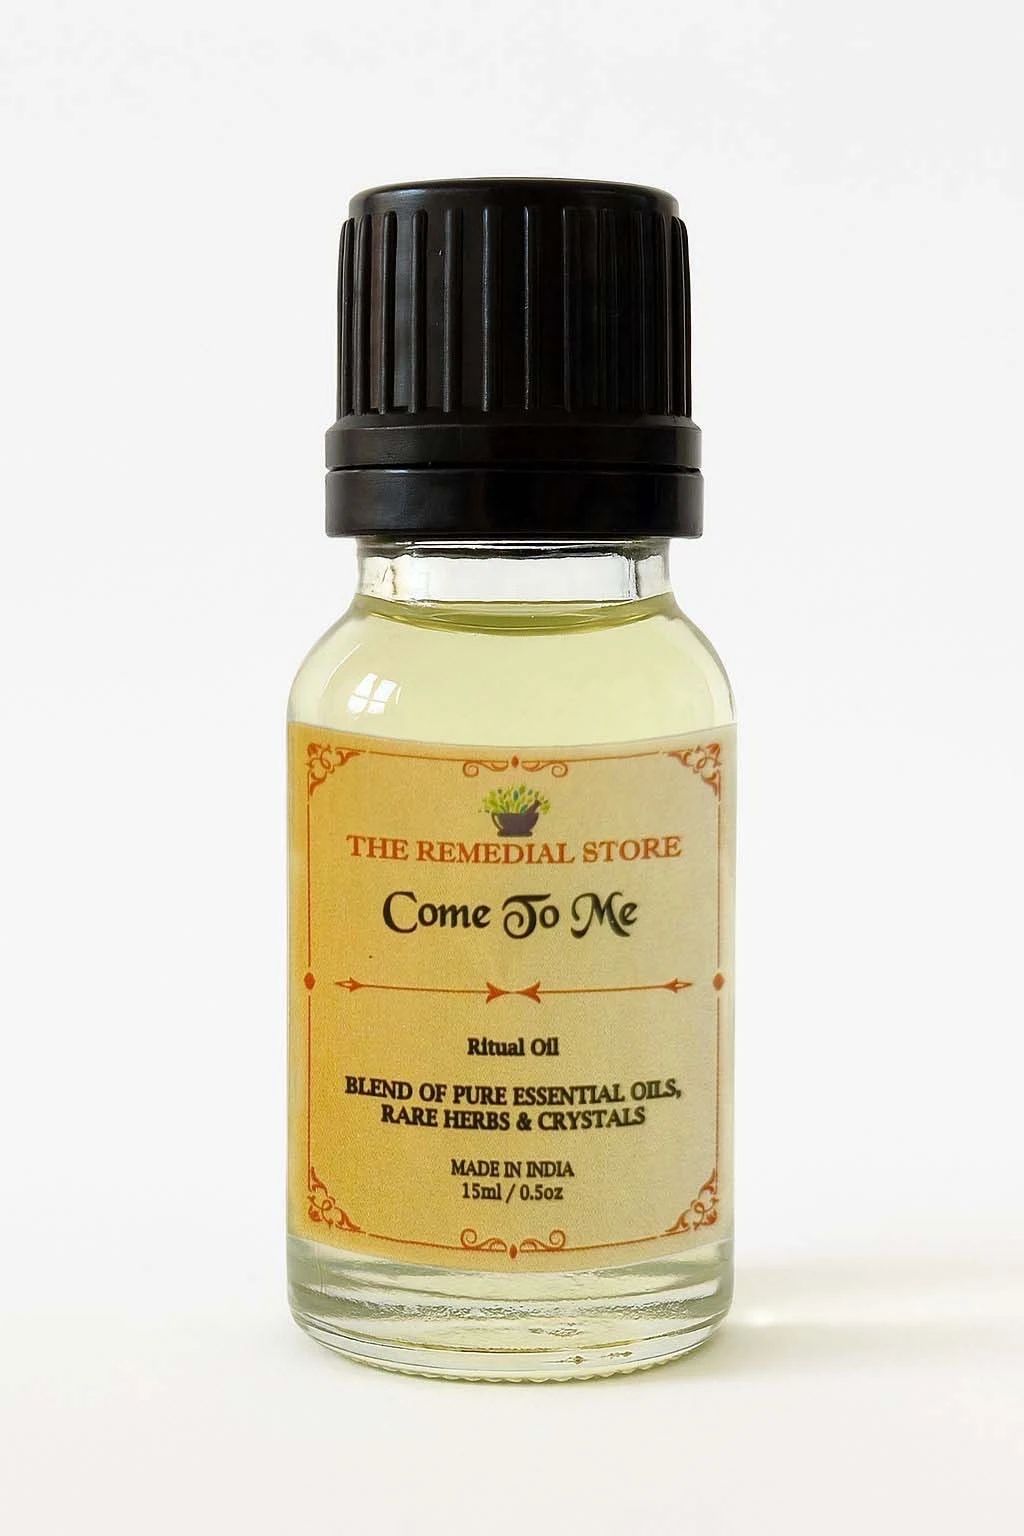 THE REMEDIAL STORE
Come To Me
Ritual Oil
BLEND OF PURE ESSENTIAL OILS,
RARE HERBS & CRYSTALS
MADE IN INDIA
15ml / 0.5oz